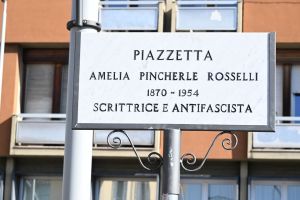 PIAZZETTA
AMELIA PINCHERLE ROSSELLI
1870 - 1954
SCRITTRICE E ANTIFASCISTA